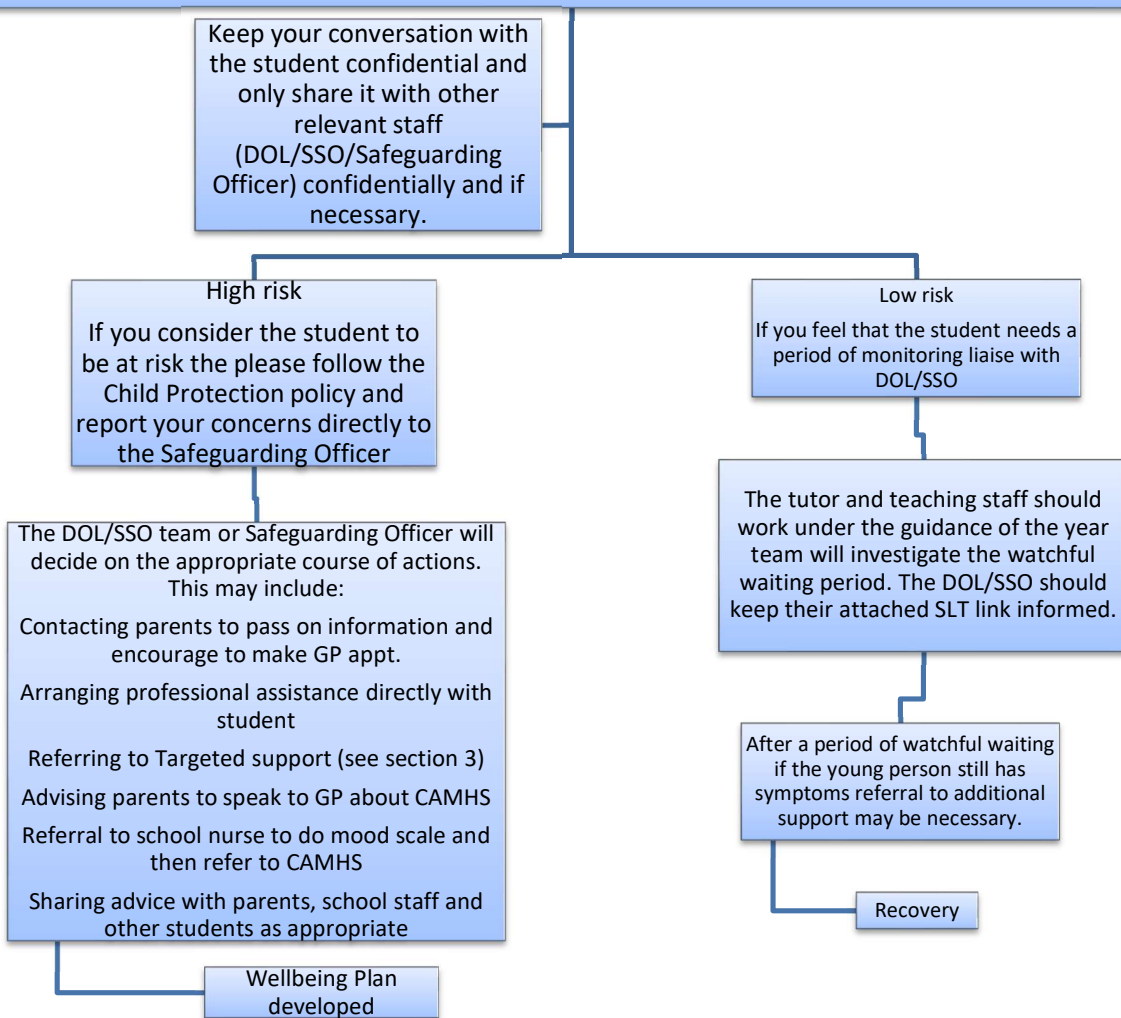 Keep your conversation with
the student confidential and
only share it with other
relevant staff
(DOL/SSO/Safeguarding
Officer) confidentially and if
necessary.
High risk
If you consider the student to
be at risk the please follow the
Child Protection policy and
report your concerns directly to
the Safeguarding Officer
The DOL/SSO team or Safeguarding Officer will
decide on the appropriate course of actions.
This may include:
Contacting parents to pass on information and
encourage to make GP appt.
Arranging professional assistance directly with
student
Referring to Targeted support (see section 3)
Advising parents to speak to GP about CAMHS
Referral to school nurse to do mood scale and
then refer to CAMHS
Sharing advice with parents, school staff and
other students as appropriate
Wellbeing Plan
developed
Low risk
If you feel that the student needs a
period of monitoring liaise with
DOL/SSO
The tutor and teaching staff should
work under the guidance of the year
team will investigate the watchful
waiting period. The DOL/SSO should
keep their attached SLT link informed.
After a period of watchful waiting
if the young person still has
symptoms referral to additional
support may be necessary.
Recovery